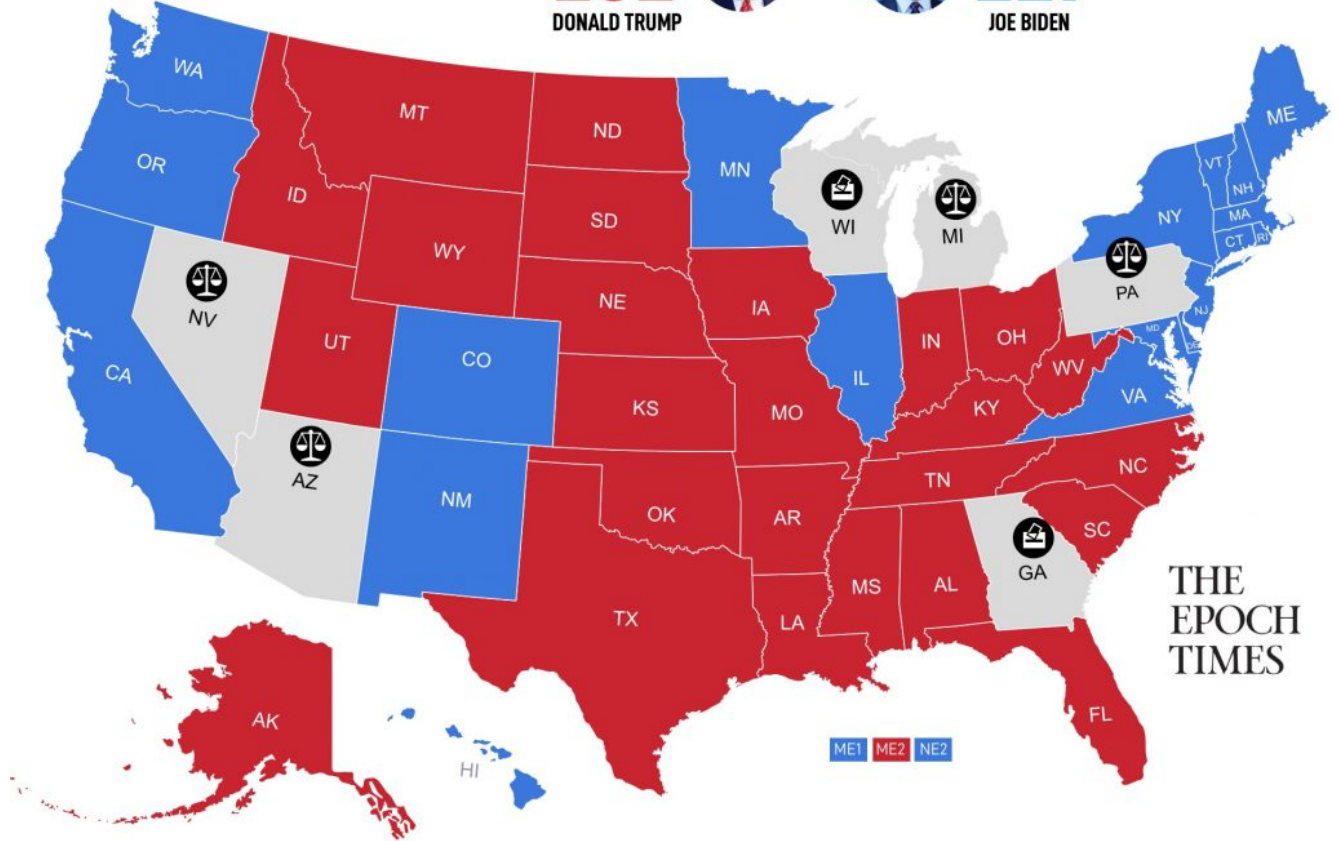 DONALD TRUMP
JOE BIDEN
WA
MT
ND
MN
ME
OR
ID
SD
WI
MI
VT
NH
NY
MA
CT
RI
WY
NV
NE
IA
PA
NJ
UT
CO
IL
IN
OH
MD
CA
WV
VA
KS
MO
KY
AZ
NM
OK
AR
TN
NC
SC
GA
TX
LA
MS
AL
THE
EPOCH
TIMES
AK
HI
FL
ME1 ME2 NE2